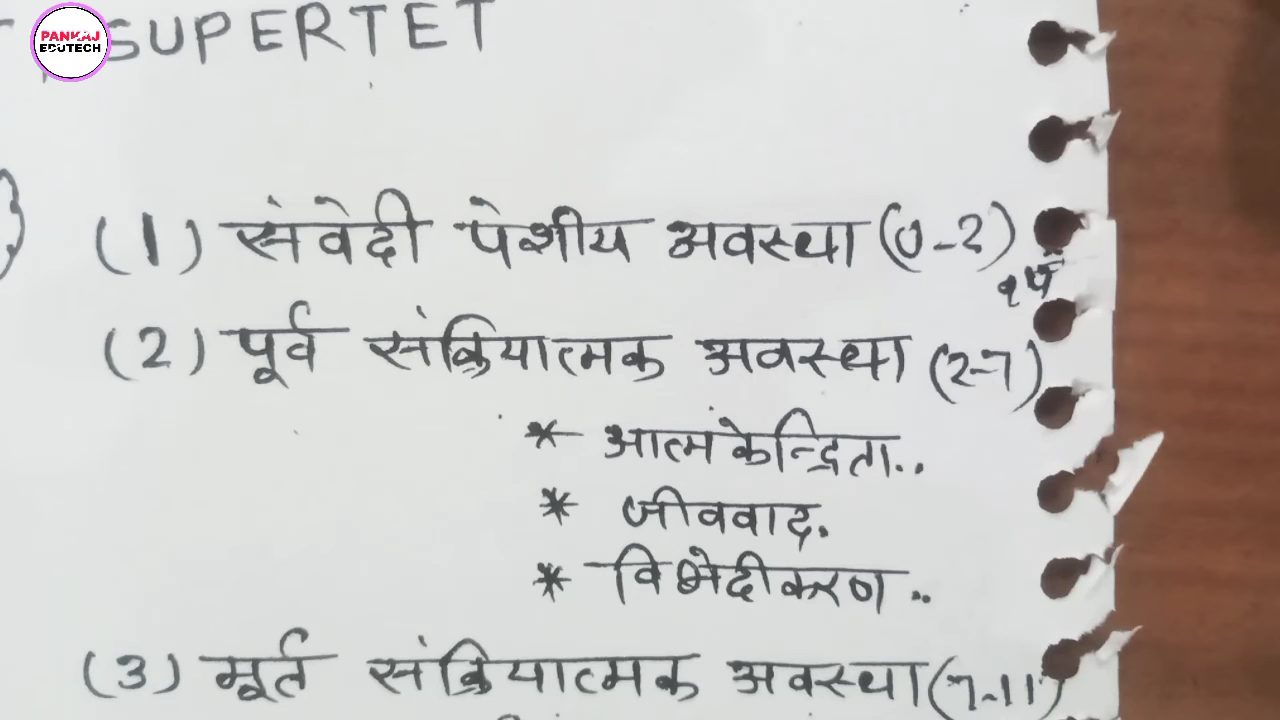 PANKAJ
EDUTECH
SUPERTET
(1) संवेदी पेशीय अवस्था (0-2)
वर्ष
(2) पूर्व संक्रियात्मक अवस्था (2-7)
* आत्मकेन्द्रिता..
* जीववाद.
* विभेदीकरण..
(3) मूर्त संक्रियात्मक अवस्था (7-11)